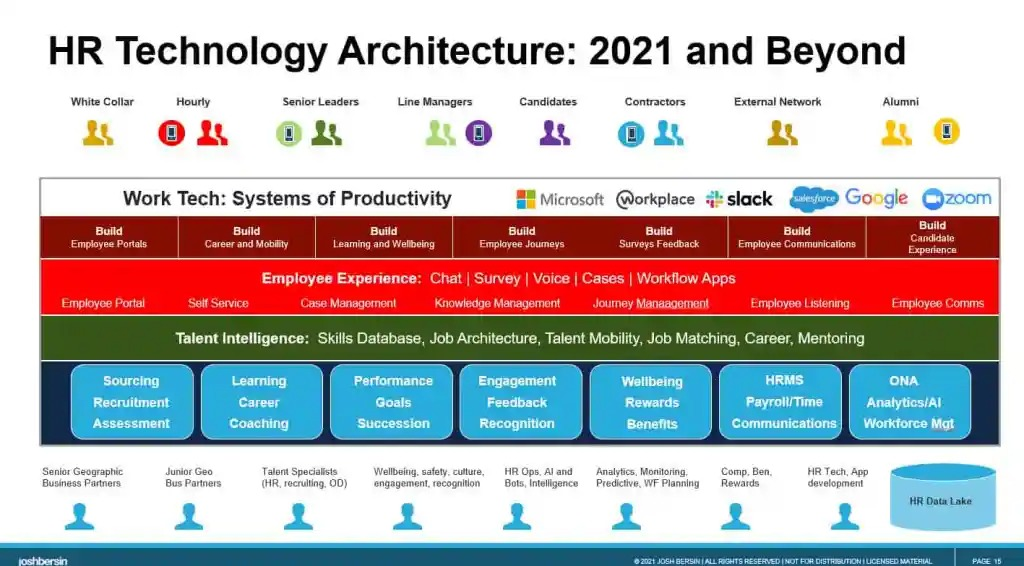 HR Technology Architecture: 2021 and Beyond
White Collar
Hourly
Senior Leaders
Line Managers
Candidates
Contractors
External Network
Alumni
Work Tech: Systems of Productivity
Microsoft
Workplace
slack
salesforce
Google
zoom
Build
Employee Portals
Build
Career and Mobility
Build
Learning and Wellbeing
Build
Employee Journeys
Build
Surveys Feedback
Build
Employee Communications
Build
Candidate
Experience
Employee Experience: Chat | Survey | Voice | Cases | Workflow Apps
Employee Portal
Self Service
Case Management
Knowledge Management
Journey Manaagement
Employee Listening
Employee Comms
Talent Intelligence: Skills Database, Job Architecture, Talent Mobility, Job Matching, Career, Mentoring
Sourcing
Recruitment
Assessment
Learning
Career
Coaching
Performance
Goals
Succession
Engagement
Feedback
Recognition
Wellbeing
Rewards
Benefits
HRMS
Payroll/Time
Communications
ONA
Analytics/AI
Workforce Mgt
Senior Geographic
Business Partners
Junior Geo
Bus Partners
Talent Specialists
(HR, recruiting, OD)
Wellbeing, safety, culture,
engagement, recognition
HR Ops, AI and
Bots, Intelligence
Analytics, Monitoring,
Predictive, WF Planning
Comp, Ben,
Rewards
HR Tech, App
development
HR Data Lake
joshbersin
© 2021 JOSH BERSIN | ALL RIGHTS RESERVED | NOT FOR DISTRIBUTION | LICENSED MATERIAL
PAGE 15